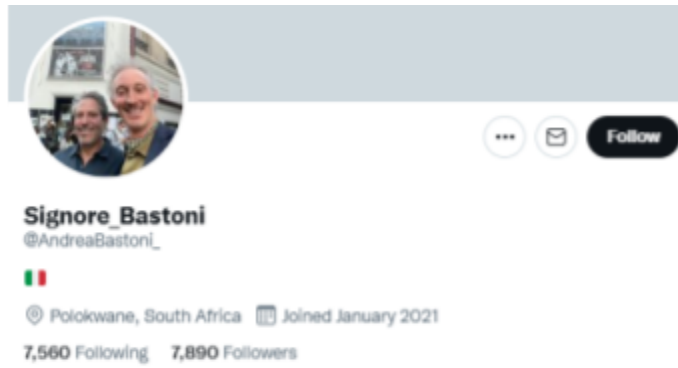 Follow
Signore_Bastoni
@AndreaBastoni_
Polokwane, South Africa Joined January 2021
7,560 Following 7,890 Followers